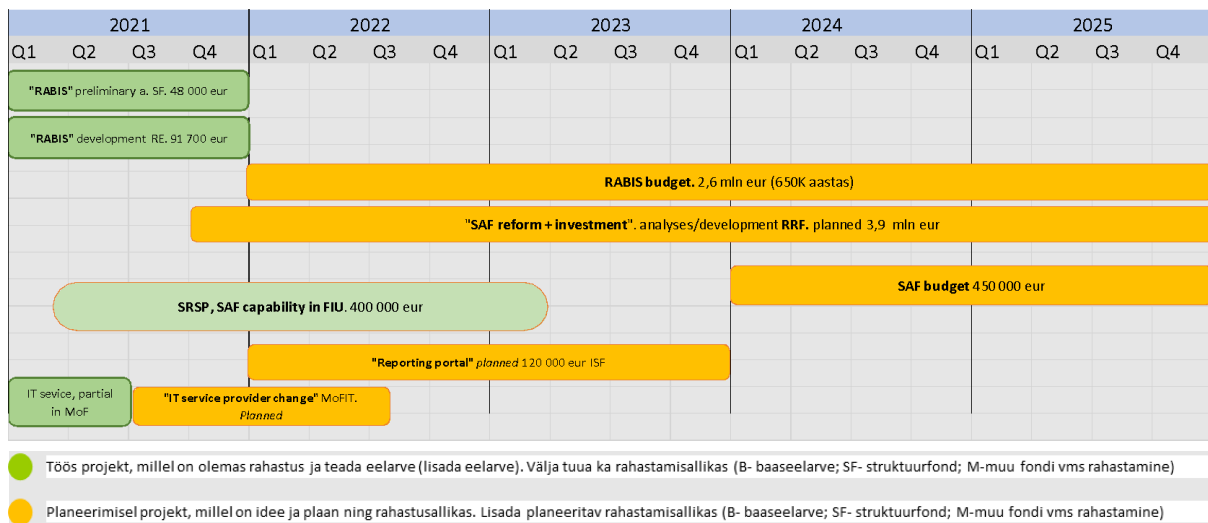 2021 2022 2023 2024 2025
Q1 Q2 Q3 Q4 Q1 Q2 Q3 Q4 Q1 Q2 Q3 Q4 Q1 Q2 Q3 Q4 Q1 Q2 Q3 Q4
"RABIS" preliminary a. SF. 48 000 eur
"RABIS" development RE. 91 700 eur
RABIS budget. 2,6 mln eur (650K aastas)
"SAF reform + investment". analyses/development RRF. planned 3,9 mln eur
SAF budget 450 000 eur
SRSP, SAF capability in FIU. 400 000 eur
"Reporting portal" planned 120 000 eur ISF
IT sevice, partial
in MoF
"IT service provider change" MoFIT.
Planned
Töös projekt, millel on olemas rahastus ja teada eelarve (lisada eelarve). Välja tuua ka rahastamisallikas (B- baaseelarve; SF- struktuurfond; M-muu fondi vms rahastamine)
Planeerimisel projekt, millel on idee ja plaan ning rahastusallikas. Lisada planeeritav rahastamisallikas (B- baaseelarve; SF- struktuurfond; M-muu fondi vms rahastamine)